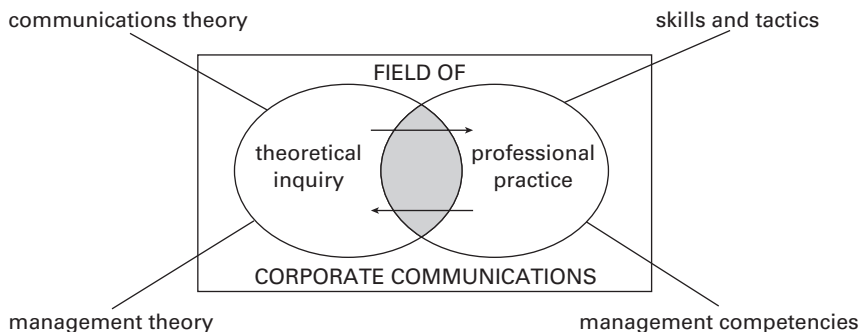 communications theory
skills and tactics
FIELD OF
theoretical
inquiry
professional
practice
CORPORATE COMMUNICATIONS
management theory
management competencies